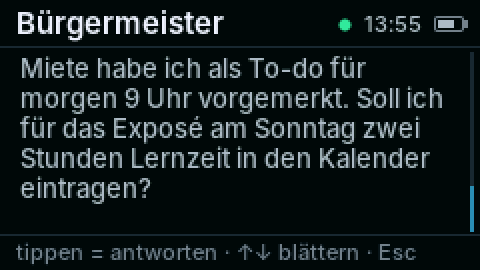 Bürgermeister
13:55
Miete habe ich als To-do für
morgen 9 Uhr vorgemerkt. Soll ich
für das Exposé am Sonntag zwei
Stunden Lernzeit in den Kalender
eintragen?
tippen = antworten · ↑↓ blättern · Esc